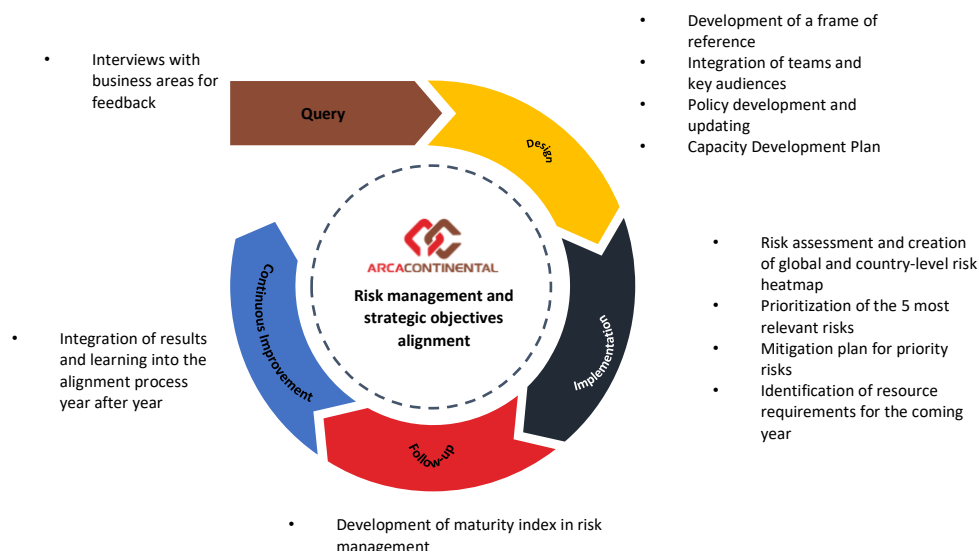 • Interviews with
business areas for
feedback
Query
• Development of a frame of
reference
• Integration of teams and
key audiences
• Policy development and
updating
• Capacity Development Plan
Design
ARCACONTINENTAL
Risk management and
strategic objectives
alignment
Implementation
• Risk assessment and creation
of global and country-level risk
heatmap
• Prioritization of the 5 most
relevant risks
• Mitigation plan for priority
risks
• Identification of resource
requirements for the coming
year
Follow-up
• Development of maturity index in risk
management
Continuous Improvement
• Integration of results
and learning into the
alignment process
year after year